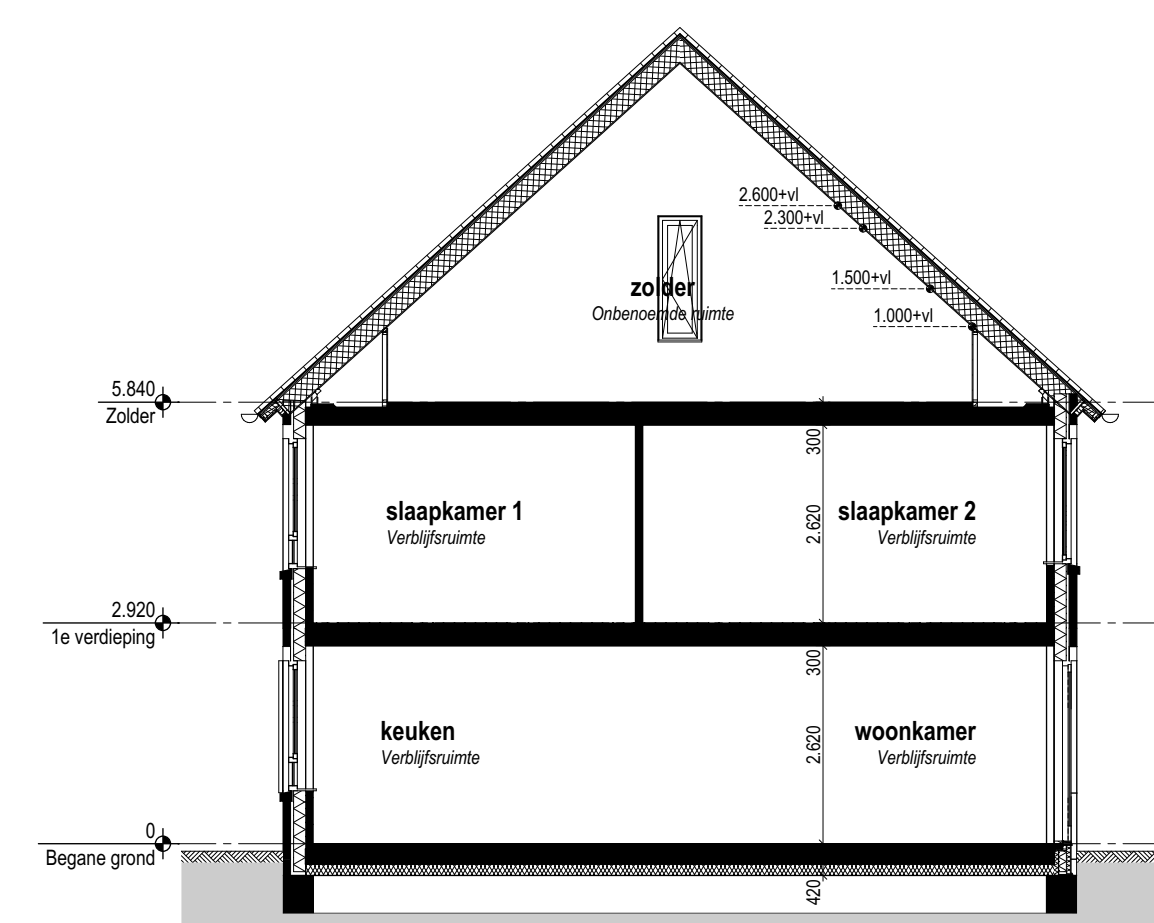 2.600+vl
2.300+vl
1.500+vl
1.000+vl
zolder
Onbenoemde ruimte
5.840
Zolder
300
slaapkamer 1
Verblijfsruimte
2.620
slaapkamer 2
Verblijfsruimte
2.920
1e verdieping
300
keuken
Verblijfsruimte
2.620
woonkamer
Verblijfsruimte
0
Begane grond
420